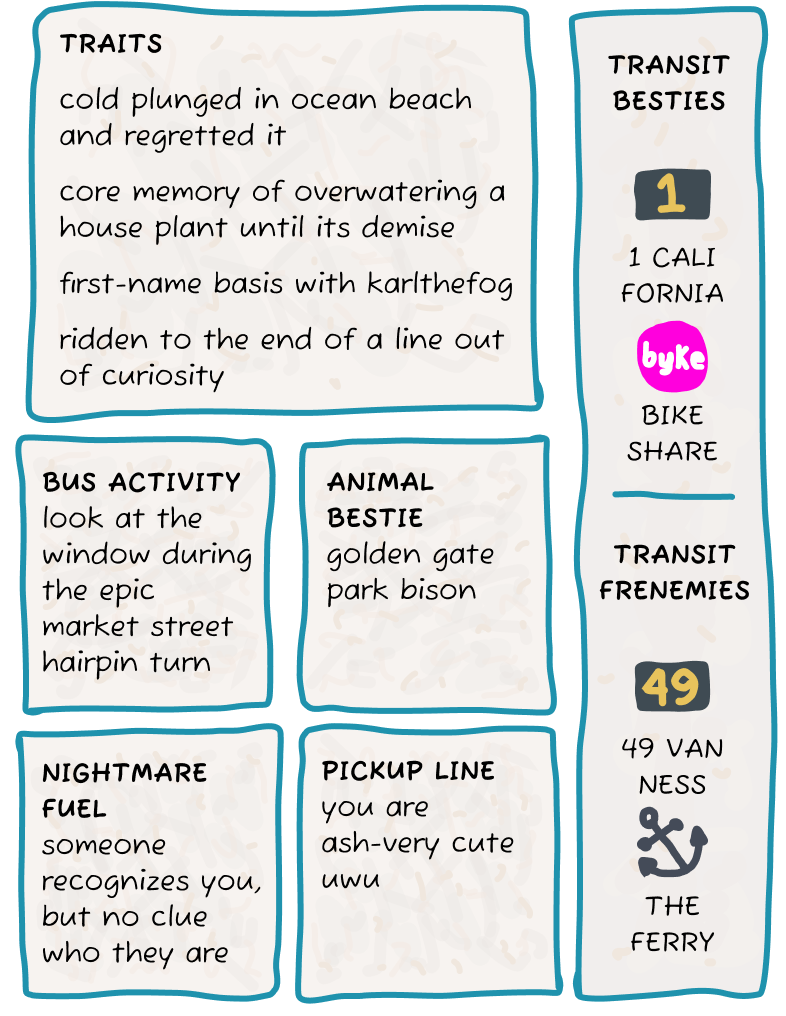 TRAITS
cold plunged in ocean beach
and regretted it
core memory of overwatering a
house plant until its demise
first-name basis with karlthefog
ridden to the end of a line out
of curiosity
BUS ACTIVITY
look at the
window during
the epic
market street
hairpin turn
ANIMAL
BESTIE
golden gate
park bison
NIGHTMARE
FUEL
someone
recognizes you,
but no clue
who they are
PICKUP LINE
you are
ash-very cute
uwu
TRANSIT
BESTIES
1
1 CALI
FORNIA
byke
BIKE
SHARE
TRANSIT
FRENEMIES
49
49 VAN
NESS
THE
FERRY